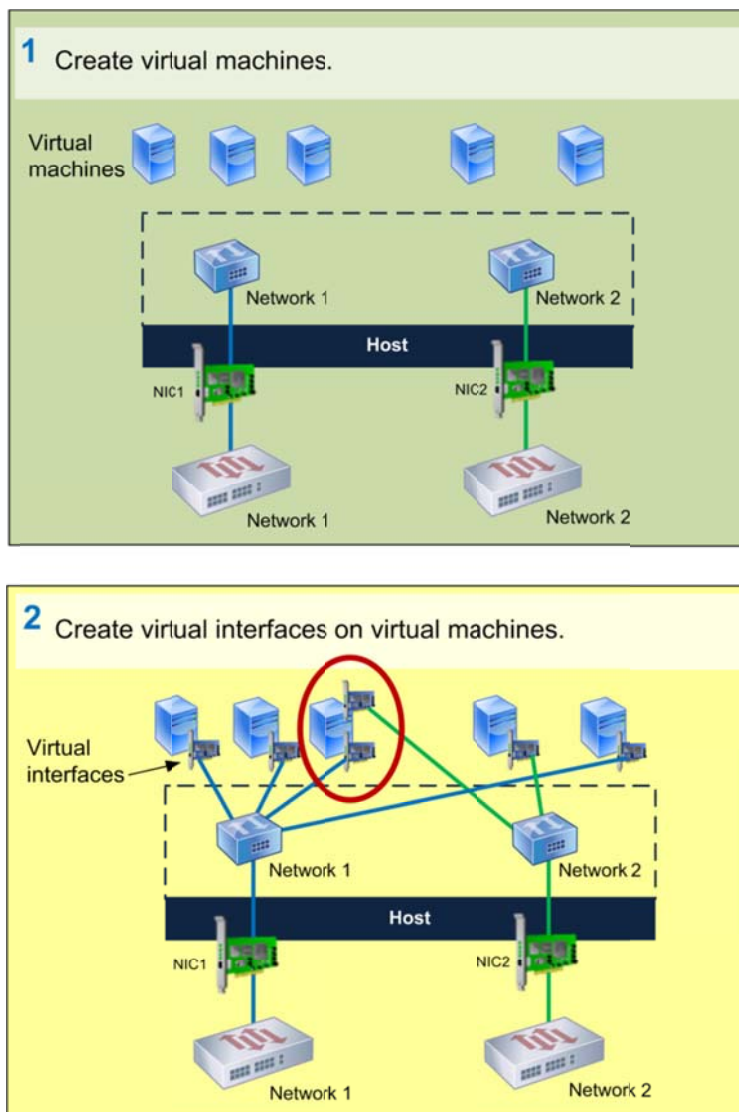 1 Create virtual machines.
Virtual
machines
Network 1
Network 2
Host
NIC1
NIC2
Network 1
Network 2
2 Create virtual interfaces on virtual machines.
Virtual
interfaces
Network 1
Network 2
Host
NIC1
NIC2
Network 1
Network 2